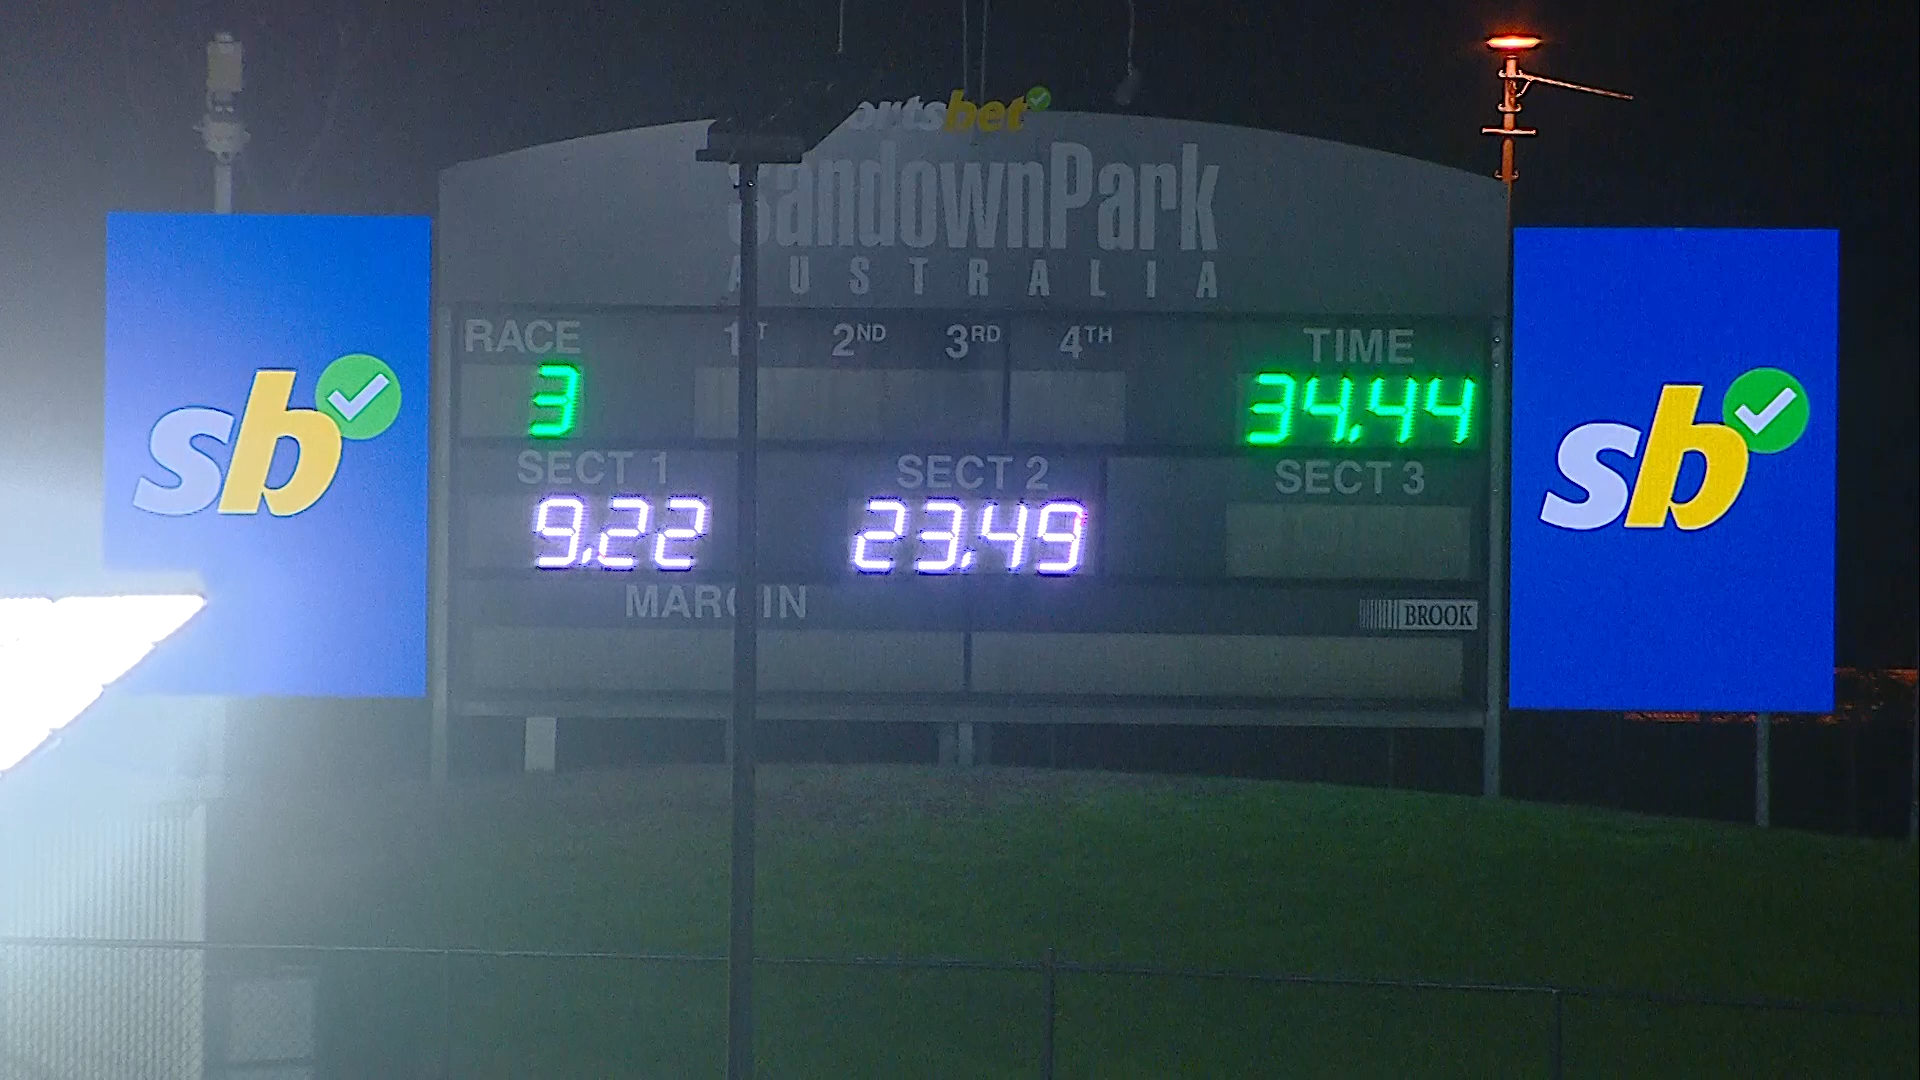 ortsbet
SandownPark
AUSTRALIA
RACE 1ST 2ND 3RD 4TH TIME
3 34.44
SECT 1 SECT 2 SECT 3
9.22 23.49
MARGIN
BROOK
sb
sb